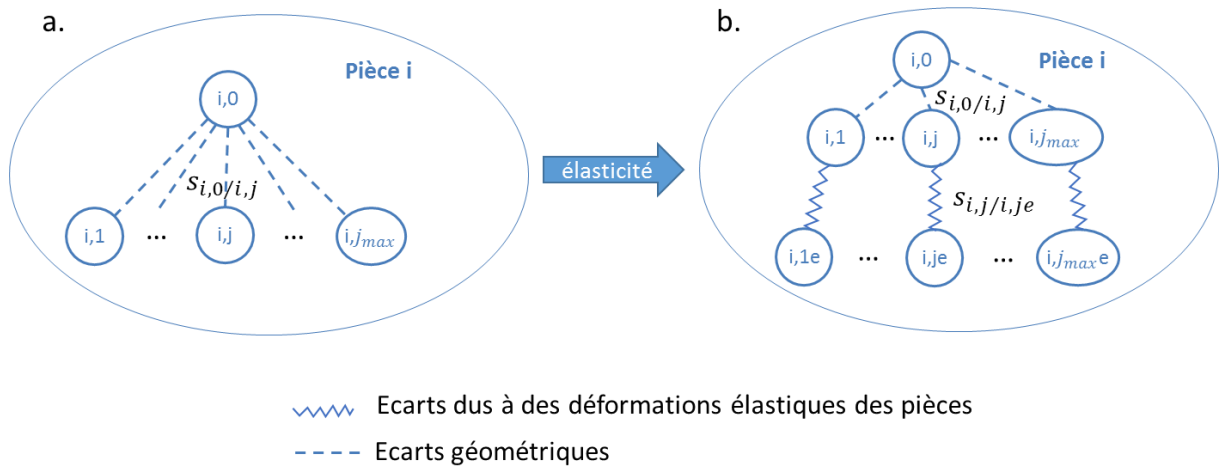 a.
Pièce i
i,0
s_{i,0/i,j}
i,1 ... i,j ... i,j_{max}
élasticité
b.
Pièce i
i,0
s_{i,0/i,j}
i,1 ... i,j ... i,j_{max}
s_{i,j/i,je}
i,1e ... i,je ... i,j_{max}e
Ecarts dus à des déformations élastiques des pièces
Ecarts géométriques